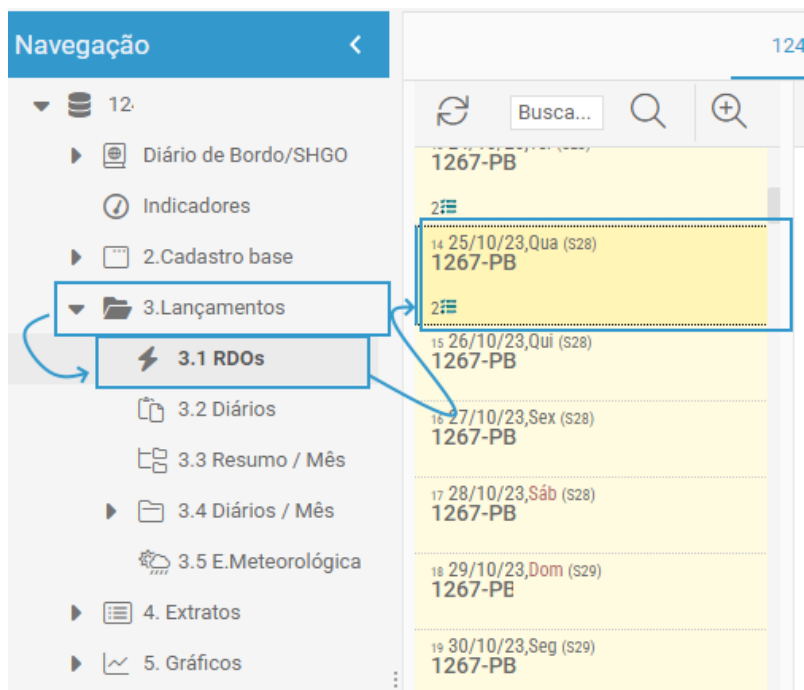 Navegação
124
12
Busca...
Diário de Bordo/SHGO
Indicadores
2.Cadastro base
3.Lançamentos
3.1 RDOs
3.2 Diários
3.3 Resumo / Mês
3.4 Diários / Mês
3.5 E.Meteorológica
4. Extratos
5. Gráficos
1267-PB
2
14 25/10/23,Qua (S28)
1267-PB
2
15 26/10/23,Qui (S28)
1267-PB
16 27/10/23,Sex (S28)
1267-PB
17 28/10/23,Sáb (S28)
1267-PB
18 29/10/23,Dom (S29)
1267-PB
19 30/10/23,Seg (S29)
1267-PB